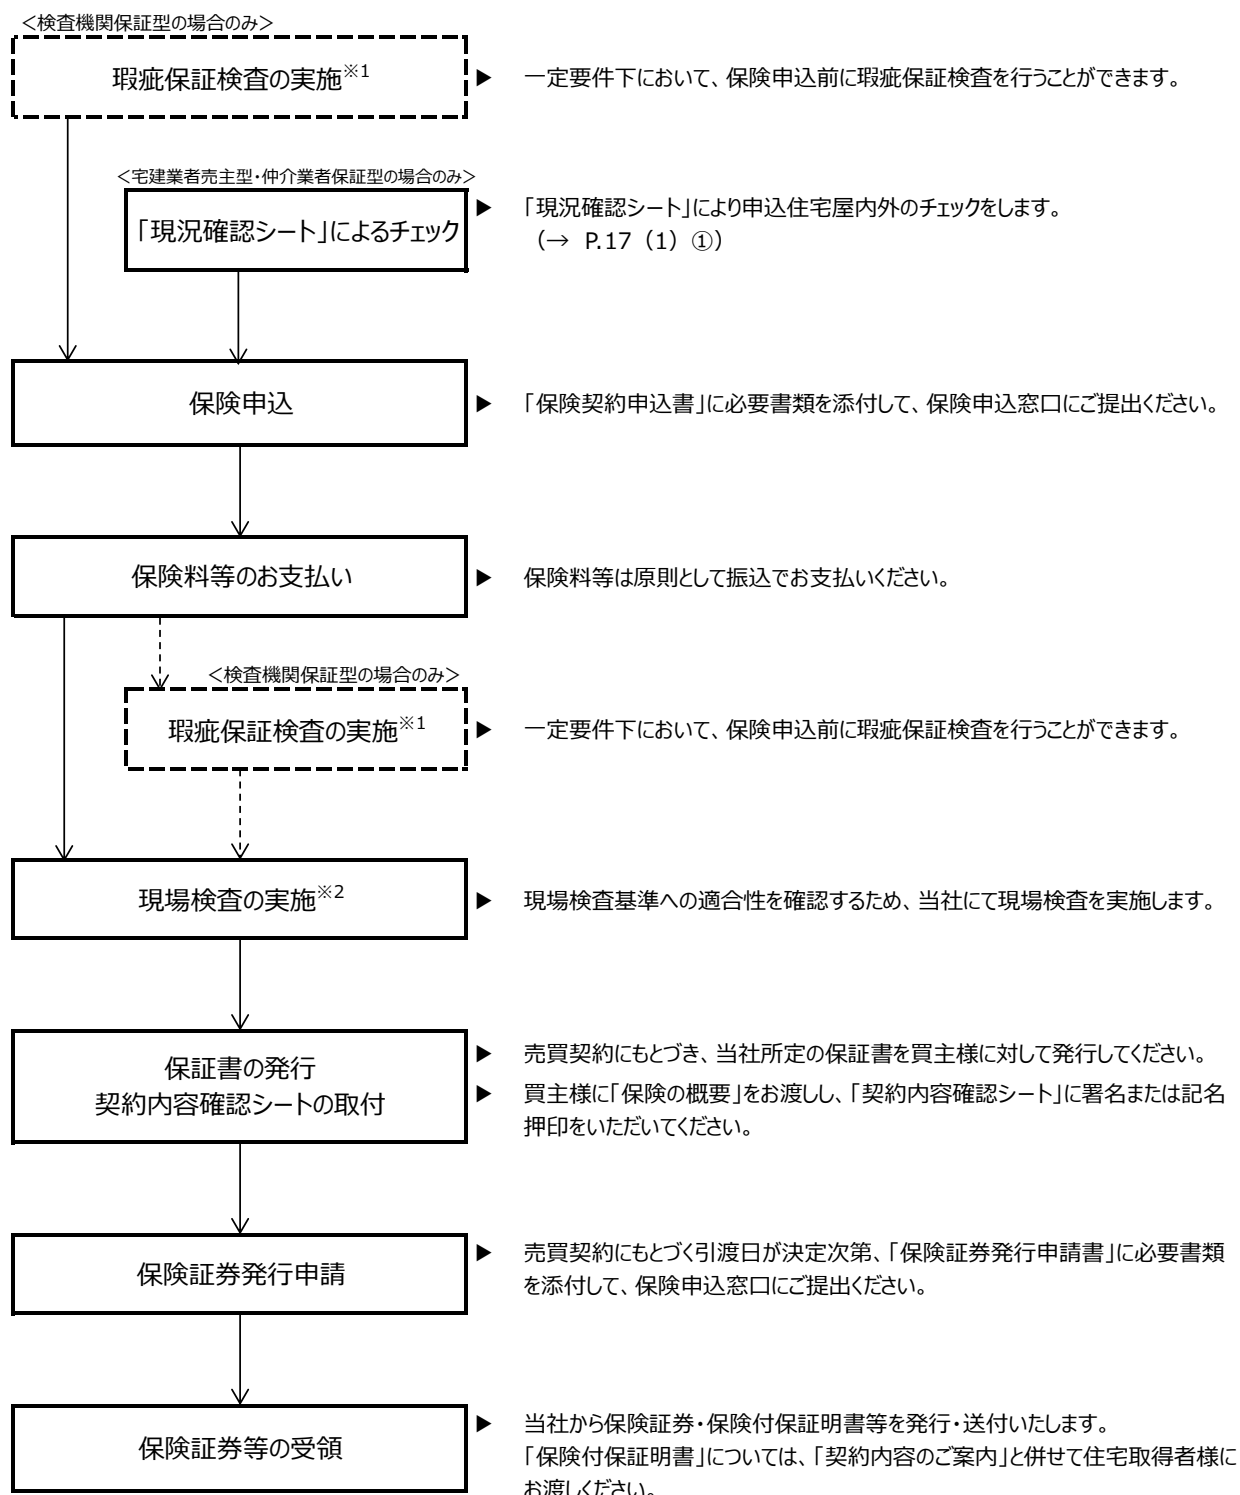 ＜検査機関保証型の場合のみ＞
瑕疵保証検査の実施※1
▶ 一定要件下において、保険申込前に瑕疵保証検査を行うことができます。
＜宅建業者売主型・仲介業者保証型の場合のみ＞
「現況確認シート」によるチェック
▶ 「現況確認シート」により申込住宅屋内外のチェックをします。
（→ P.17（1）①）
保険申込
▶ 「保険契約申込書」に必要書類を添付して、保険申込窓口にご提出ください。
保険料等のお支払い
▶ 保険料等は原則として振込でお支払いください。
＜検査機関保証型の場合のみ＞
瑕疵保証検査の実施※1
▶ 一定要件下において、保険申込前に瑕疵保証検査を行うことができます。
現場検査の実施※2
▶ 現場検査基準への適合性を確認するため、当社にて現場検査を実施します。
保証書の発行
契約内容確認シートの取付
▶ 売買契約にもとづき、当社所定の保証書を買主様に対して発行してください。
▶ 買主様に「保険の概要」をお渡しし、「契約内容確認シート」に署名または記名
押印をいただいてください。
保険証券発行申請
▶ 売買契約にもとづく引渡日が決定次第、「保険証券発行申請書」に必要書類
を添付して、保険申込窓口にご提出ください。
保険証券等の受領
▶ 当社から保険証券・保険付保証明書等を発行・送付いたします。
「保険付保証明書」については、「契約内容のご案内」と併せて住宅取得者様に
お渡しください。